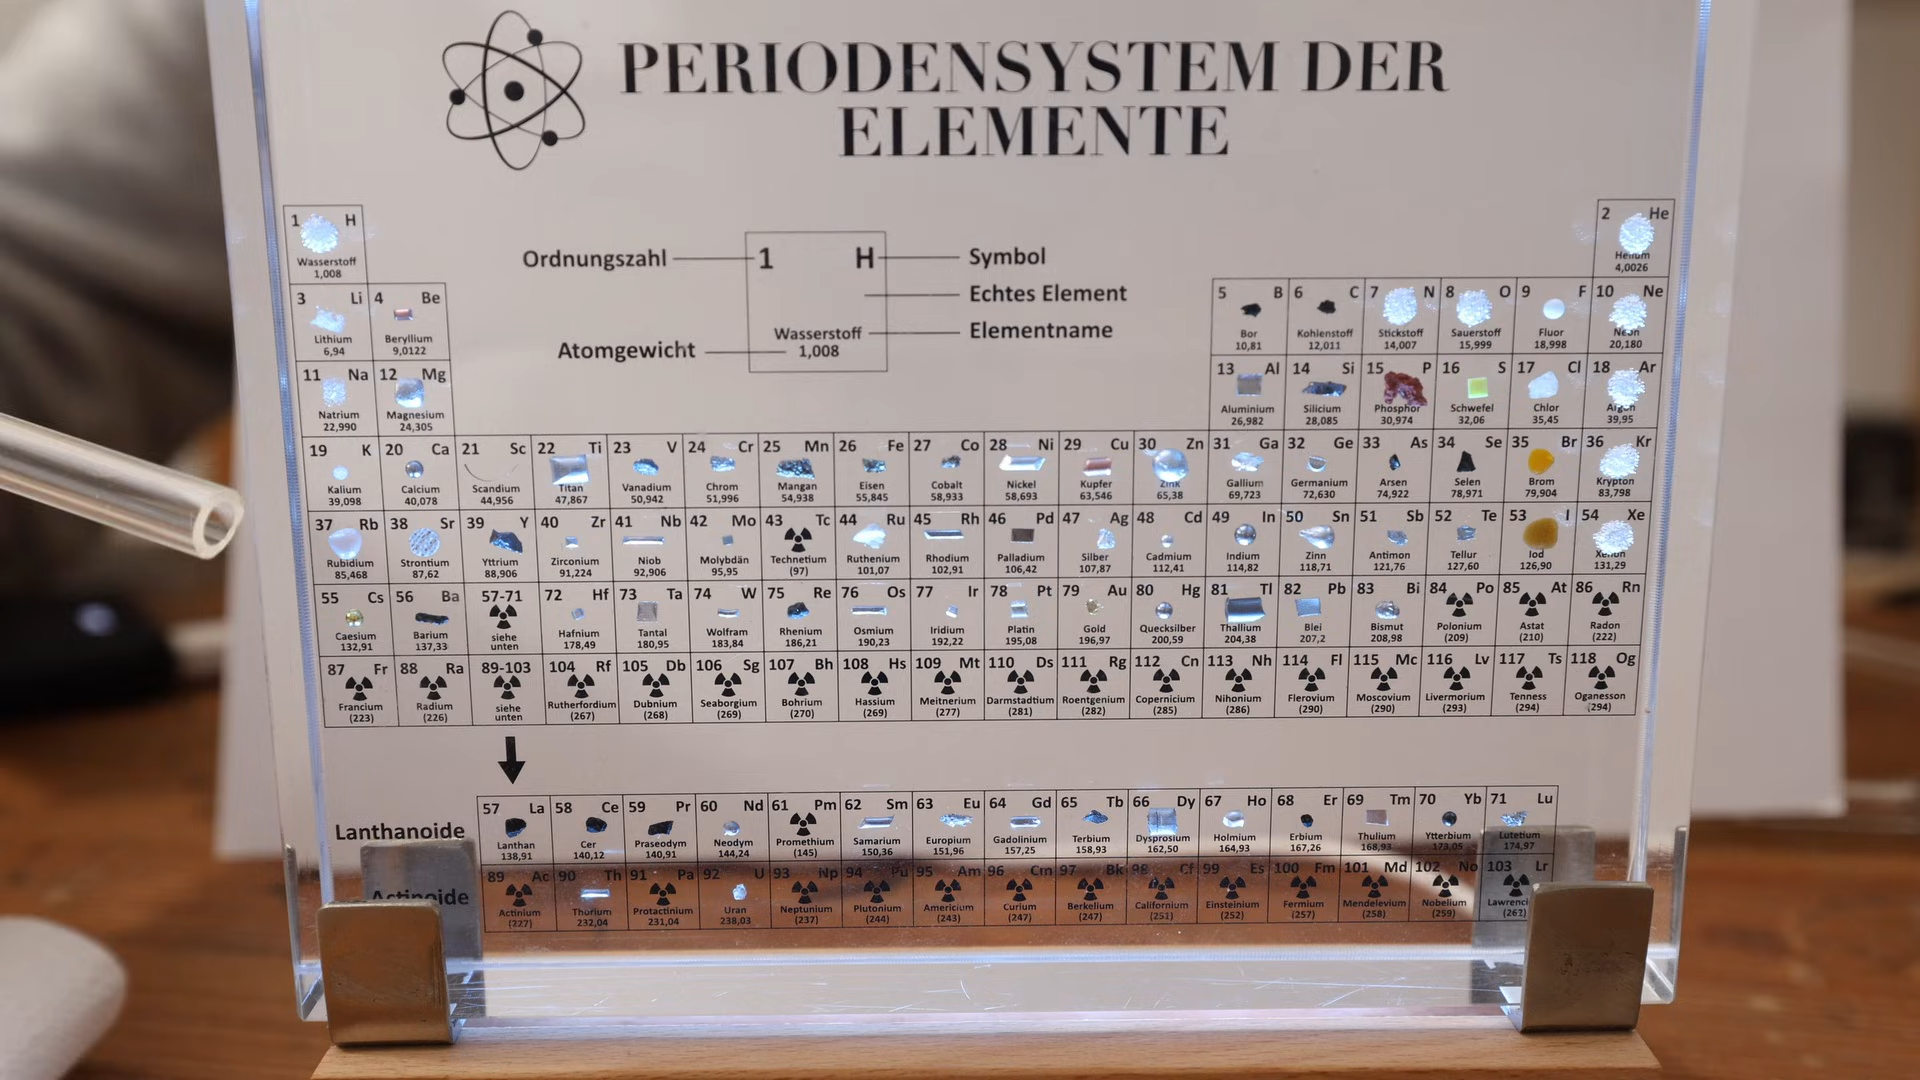 PERIODENSYSTEM DER
ELEMENTE
1 H
Wasserstoff
1,008
2 He
Helium
4,0026
Ordnungszahl 1 H Symbol
Echtes Element
Wasserstoff Elementname
Atomgewicht 1,008
3 Li 4 Be 5 B 6 C 7 N 8 O 9 F 10 Ne
Lithium Beryllium Bor Kohlenstoff Stickstoff Sauerstoff Fluor Neon
6,94 9,0122 10,81 12,011 14,007 15,999 18,998 20,180
11 Na 12 Mg 13 Al 14 Si 15 P 16 S 17 Cl 18 Ar
Natrium Magnesium Aluminium Silicium Phosphor Schwefel Chlor Argon
22,990 24,305 26,982 28,085 30,974 32,06 35,45 39,95
19 K 20 Ca 21 Sc 22 Ti 23 V 24 Cr 25 Mn 26 Fe 27 Co 28 Ni 29 Cu 30 Zn 31 Ga 32 Ge 33 As 34 Se 35 Br 36 Kr
Kalium Calcium Scandium Titan Vanadium Chrom Mangan Eisen Cobalt Nickel Kupfer Zink Gallium Germanium Arsen Selen Brom Krypton
39,098 40,078 44,956 47,867 50,942 51,996 54,938 55,845 58,933 58,693 63,546 65,38 69,723 72,630 74,922 78,971 79,904 83,798
37 Rb 38 Sr 39 Y 40 Zr 41 Nb 42 Mo 43 Tc 44 Ru 45 Rh 46 Pd 47 Ag 48 Cd 49 In 50 Sn 51 Sb 52 Te 53 I 54 Xe
Rubidium Strontium Yttrium Zirconium Niob Molybdän Technetium Ruthenium Rhodium Palladium Silber Cadmium Indium Zinn Antimon Tellur Iod Xenon
85,468 87,62 88,906 91,224 92,906 95,95 (97) 101,07 102,91 106,42 107,87 112,41 114,82 118,71 121,76 127,60 126,90 131,29
55 Cs 56 Ba 57-71 72 Hf 73 Ta 74 W 75 Re 76 Os 77 Ir 78 Pt 79 Au 80 Hg 81 Tl 82 Pb 83 Bi 84 Po 85 At 86 Rn
Caesium Barium siehe Hafnium Tantal Wolfram Rhenium Osmium Iridium Platin Gold Quecksilber Thallium Blei Bismut Polonium Astat Radon
132,91 137,33 unten 178,49 180,95 183,84 186,21 190,23 192,22 195,08 196,97 200,59 204,38 207,2 208,98 (209) (210) (222)
87 Fr 88 Ra 89-103 104 Rf 105 Db 106 Sg 107 Bh 108 Hs 109 Mt 110 Ds 111 Rg 112 Cn 113 Nh 114 Fl 115 Mc 116 Lv 117 Ts 118 Og
Francium Radium siehe Rutherfordium Dubnium Seaborgium Bohrium Hassium Meitnerium Darmstadtium Roentgenium Copernicium Nihonium Flerovium Moscovium Livermorium Tenness Oganesson
(223) (226) unten (267) (268) (269) (270) (269) (277) (281) (282) (285) (286) (290) (290) (293) (294) (294)
57 La 58 Ce 59 Pr 60 Nd 61 Pm 62 Sm 63 Eu 64 Gd 65 Tb 66 Dy 67 Ho 68 Er 69 Tm 70 Yb 71 Lu
Lanthanoide
Lanthan Cer Praseodym Neodym Promethium Samarium Europium Gadolinium Terbium Dysprosium Holmium Erbium Thulium Ytterbium Lutetium
138,91 140,12 140,91 144,24 (145) 150,36 151,96 157,25 158,93 162,50 164,93 167,26 168,93 173,05 174,97
89 Ac 90 Th 91 Pa 92 U 93 Np 94 Pu 95 Am 96 Cm 97 Bk 98 Cf 99 Es 100 Fm 101 Md 102 No 103 Lr
Actinoide
Actinium Thorium Protactinium Uran Neptunium Plutonium Americium Curium Berkelium Californium Einsteinium Fermium Mendelevium Nobelium Lawrenci
(227) 232,04 231,04 238,03 (237) (244) (243) (247) (247) (251) (252) (257) (258) (259) (262)